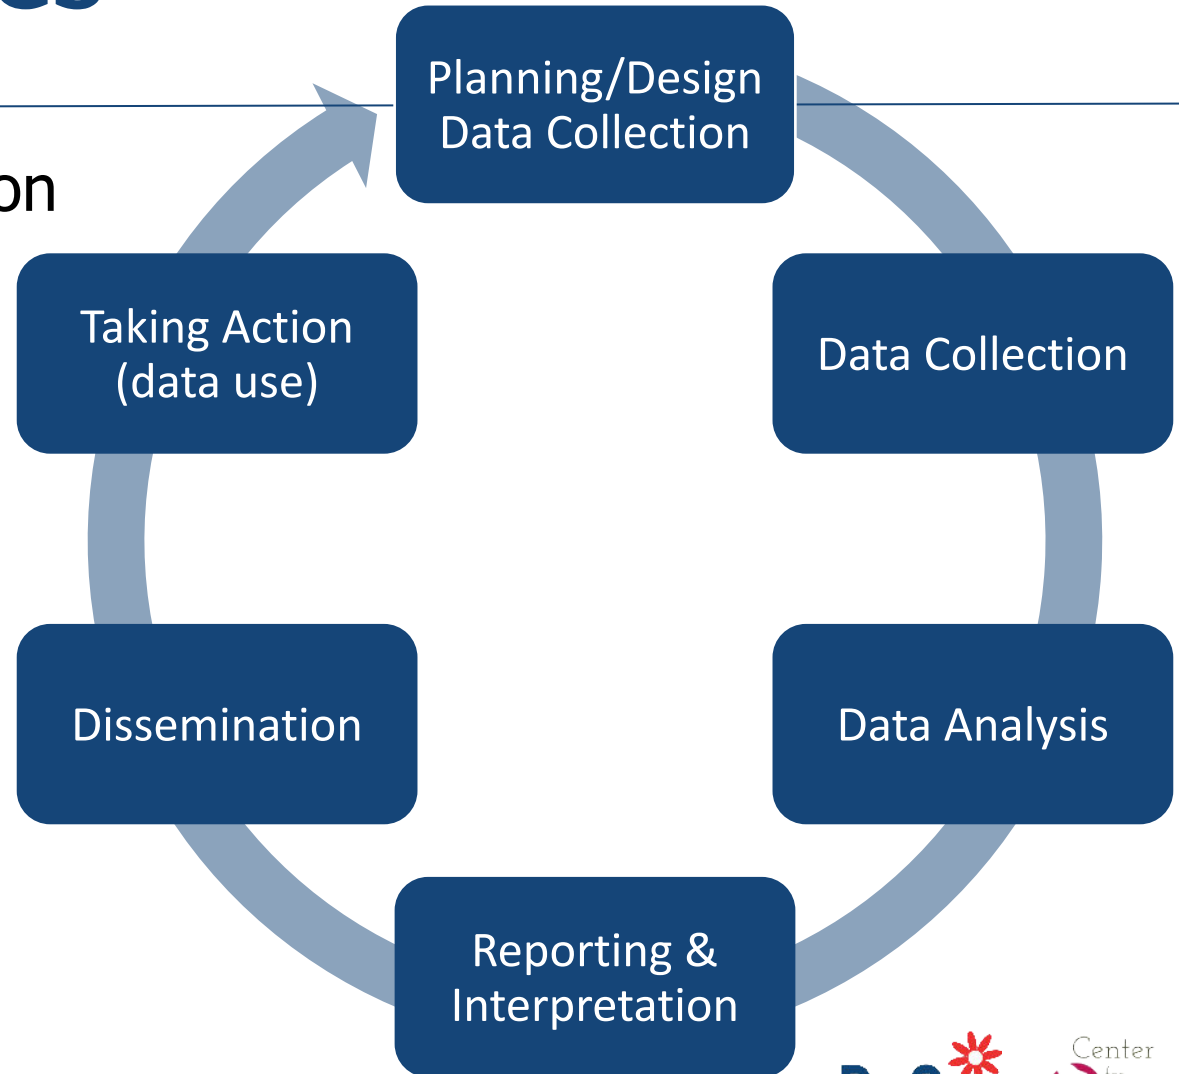 Planning/Design
Data Collection
on
Taking Action
(data use)
Data Collection
Dissemination
Data Analysis
Reporting &
Interpretation
Center